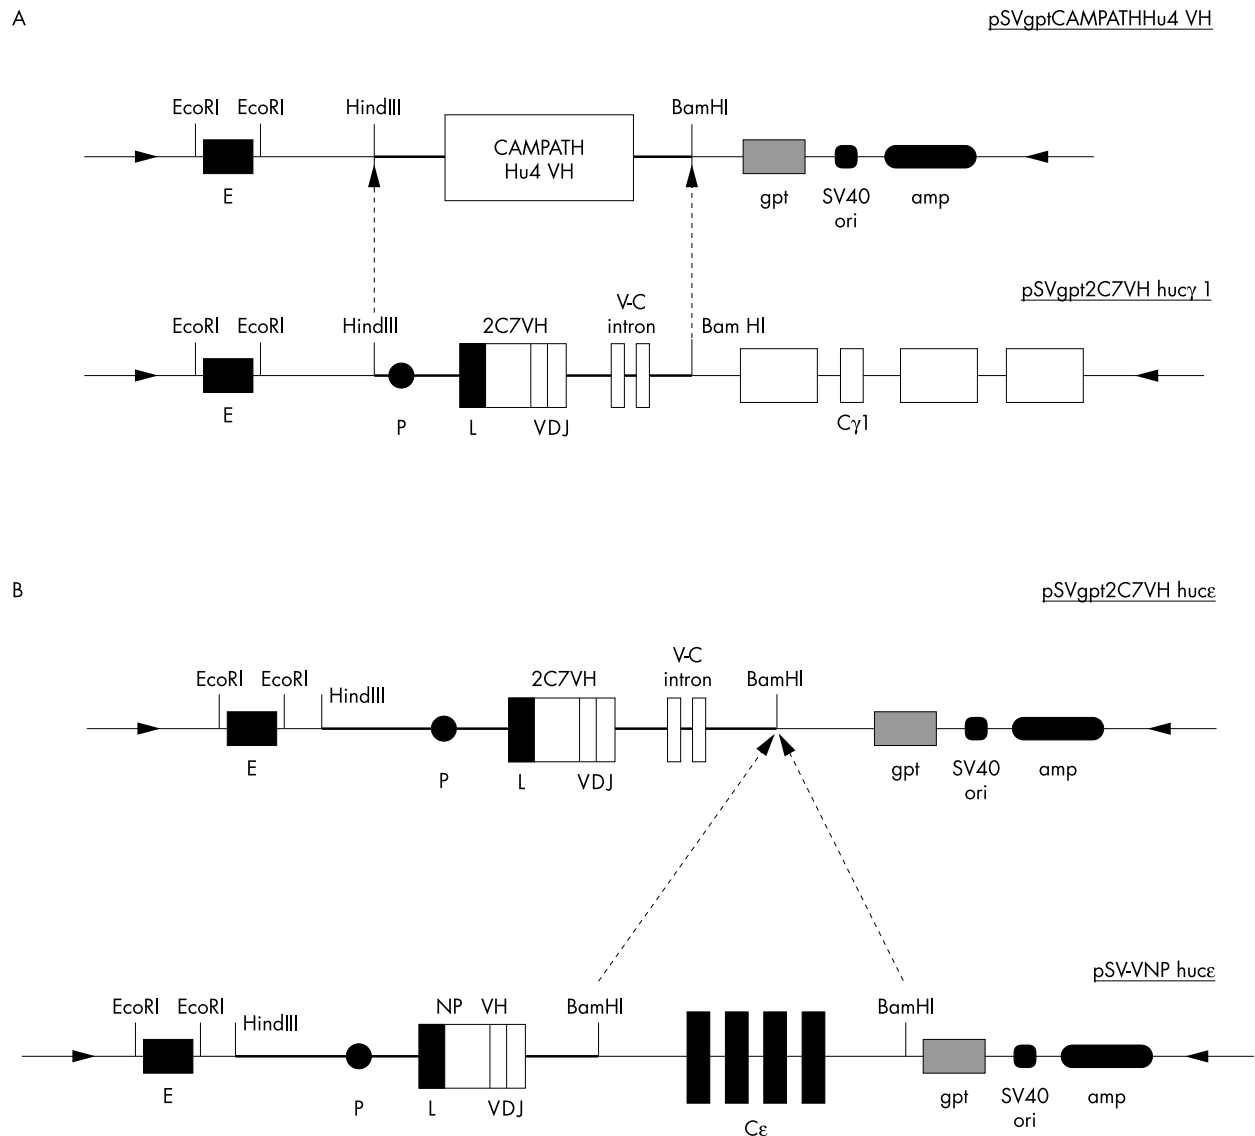 A
pSVgptCAMPATHHu4 VH
EcoRI EcoRI HindIII BamHI
CAMPATH
Hu4 VH
E gpt SV40 amp
ori
pSVgpt2C7VH hucγ 1
V-C
EcoRI EcoRI HindIII 2C7VH intron Bam HI
E P L VDJ Cγ1
B
pSVgpt2C7VH hucε
V-C
EcoRI EcoRI HindIII 2C7VH intron BamHI
E P L VDJ gpt SV40 amp
ori
pSV-VNP hucε
EcoRI EcoRI HindIII NP VH BamHI BamHI
E P L VDJ gpt SV40 amp
ori
Cε